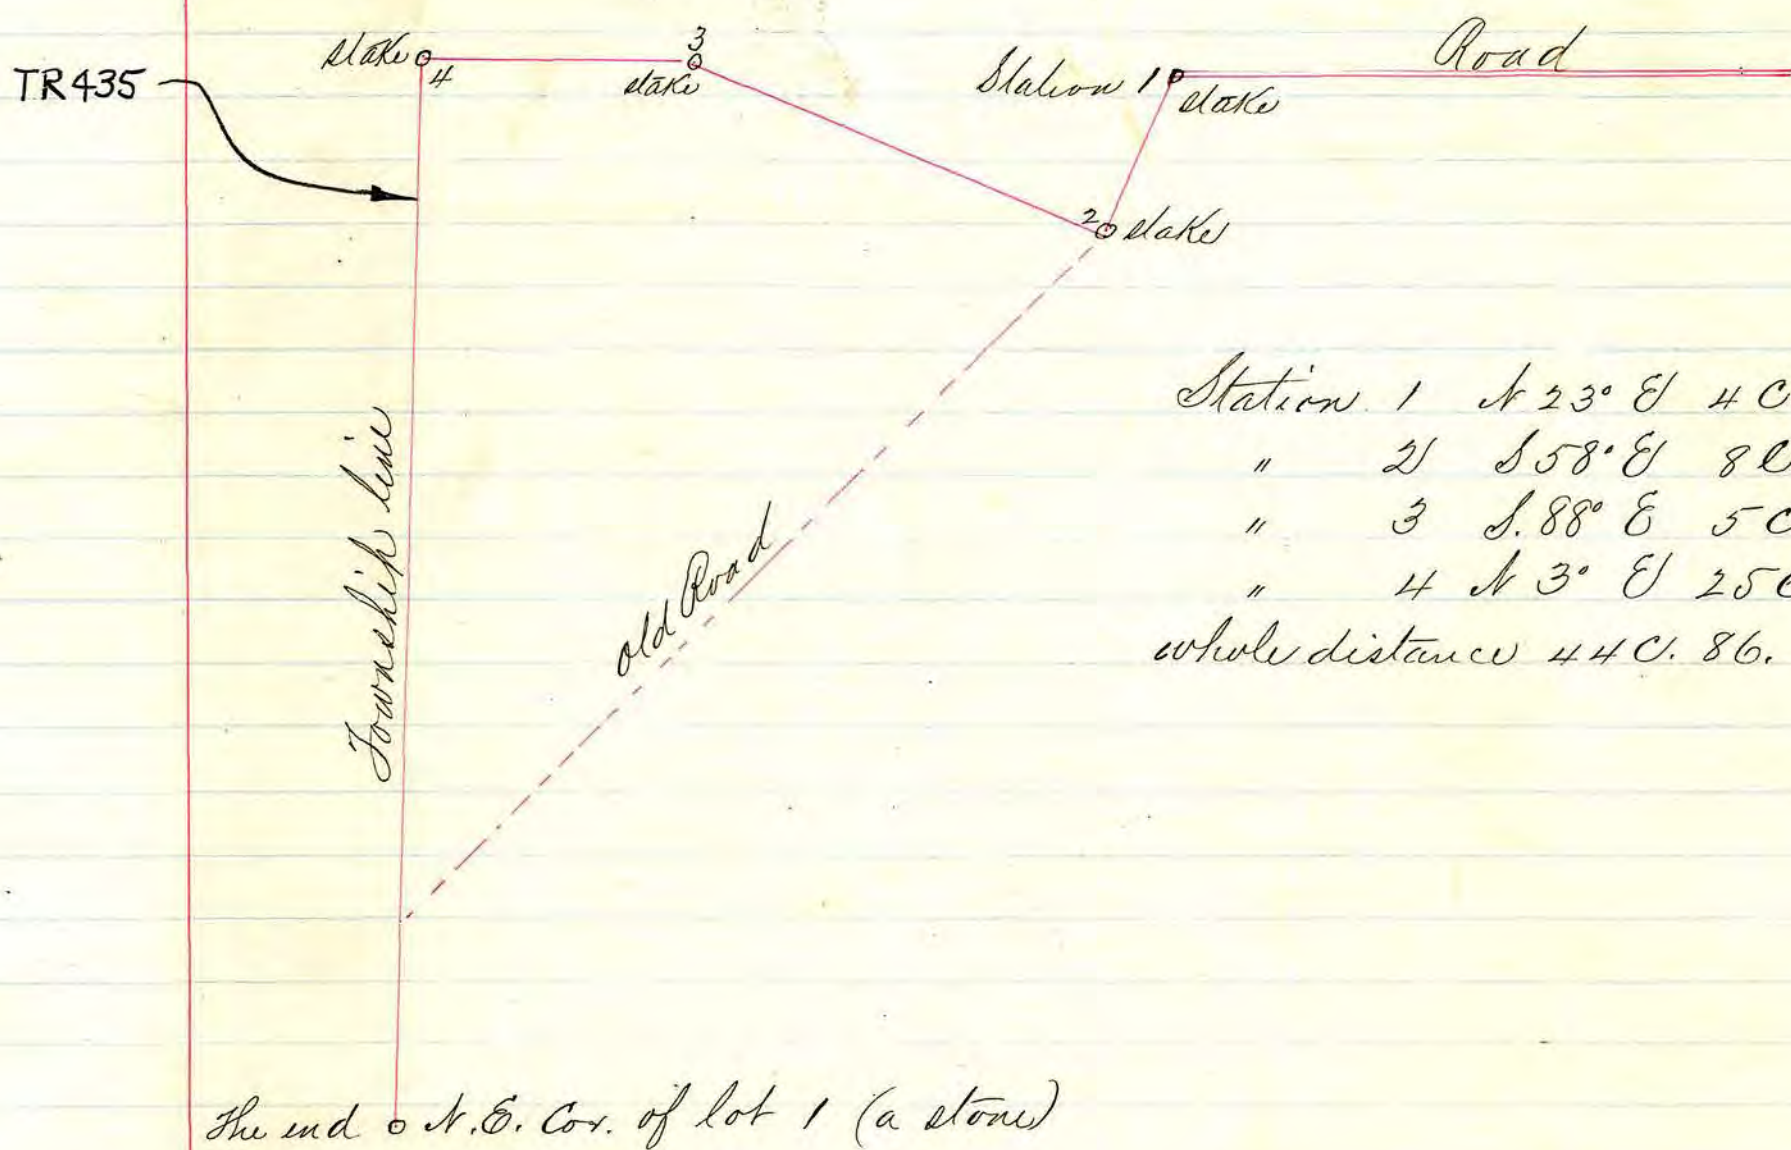 Road
stake 4
3 stake
Station 1 stake
TR435
2 stake
Station 1 N 23° E 4 C
" 2 S 58° E 8 C
" 3 S. 88° E 5 C
" 4 N 3° E 25 C
whole distance 44 C. 86.
Township line
old Road
The end N.E. Cor. of lot 1 (a stone)